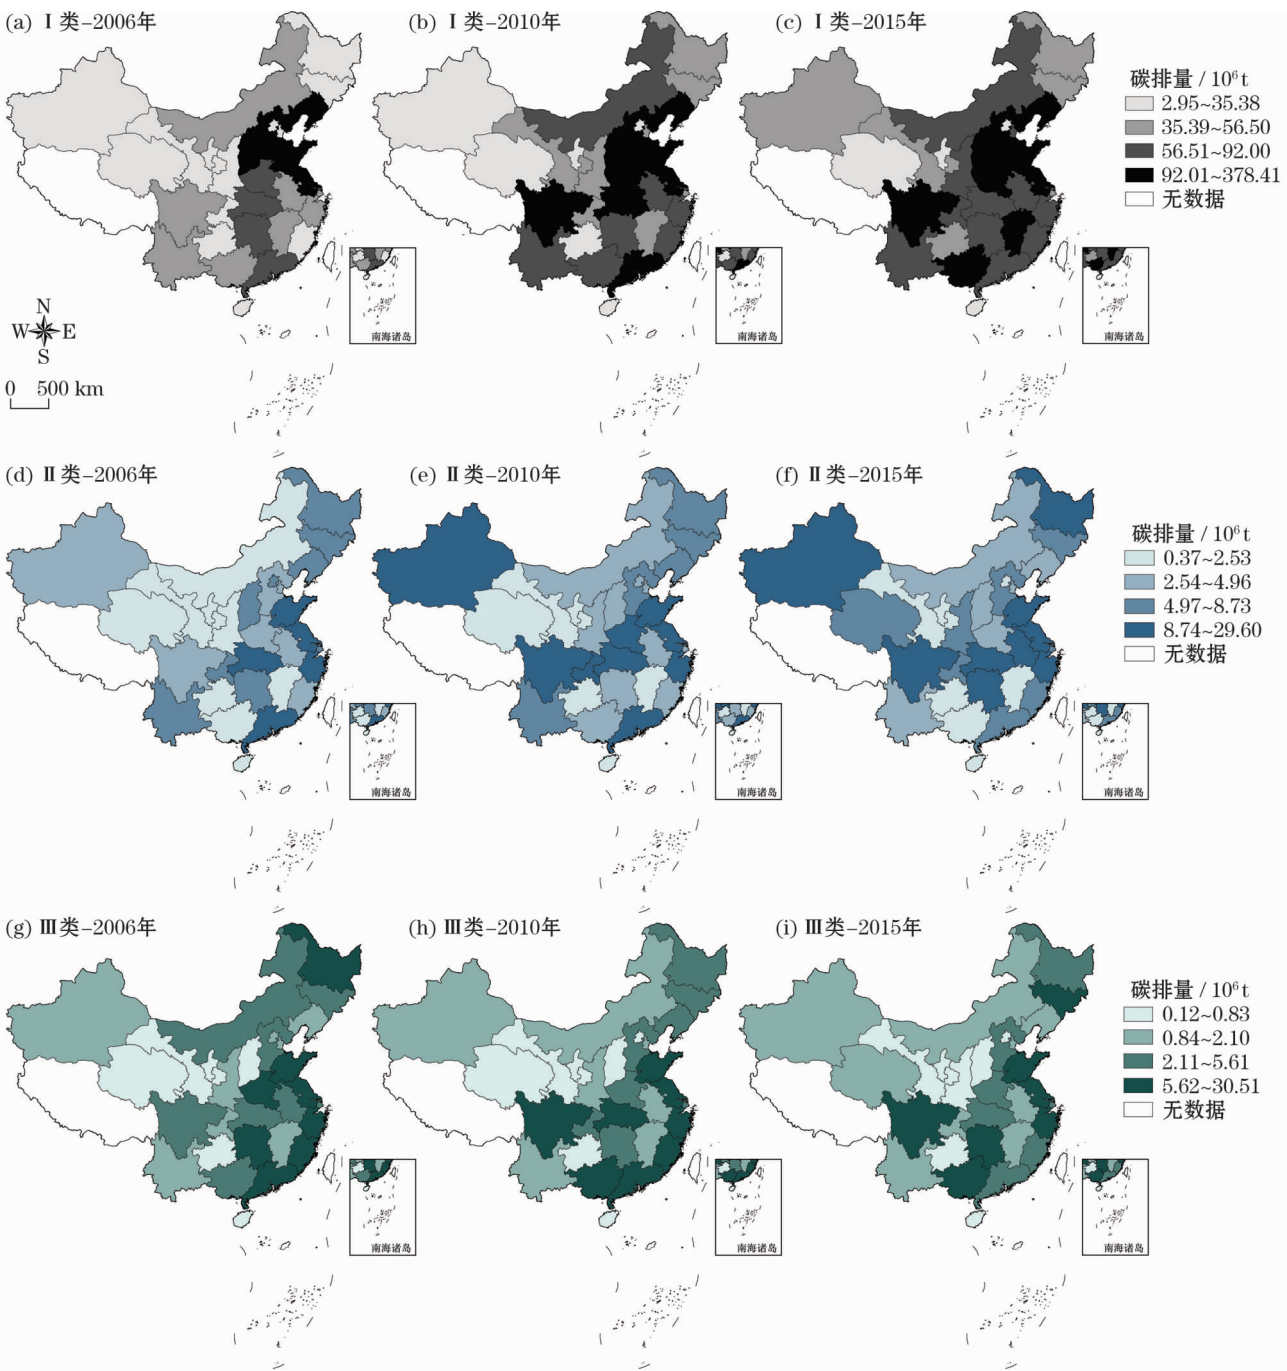 (a) Ⅰ类-2006年
(b) Ⅰ类-2010年
(c) Ⅰ类-2015年
碳排量 / 10⁶ t
2.95~35.38
35.39~56.50
56.51~92.00
92.01~378.41
无数据
南海诸岛
南海诸岛
南海诸岛
N
W E
S
0 500 km
(d) Ⅱ类-2006年
(e) Ⅱ类-2010年
(f) Ⅱ类-2015年
碳排量 / 10⁶ t
0.37~2.53
2.54~4.96
4.97~8.73
8.74~29.60
无数据
南海诸岛
南海诸岛
南海诸岛
(g) Ⅲ类-2006年
(h) Ⅲ类-2010年
(i) Ⅲ类-2015年
碳排量 / 10⁶ t
0.12~0.83
0.84~2.10
2.11~5.61
5.62~30.51
无数据
南海诸岛
南海诸岛
南海诸岛